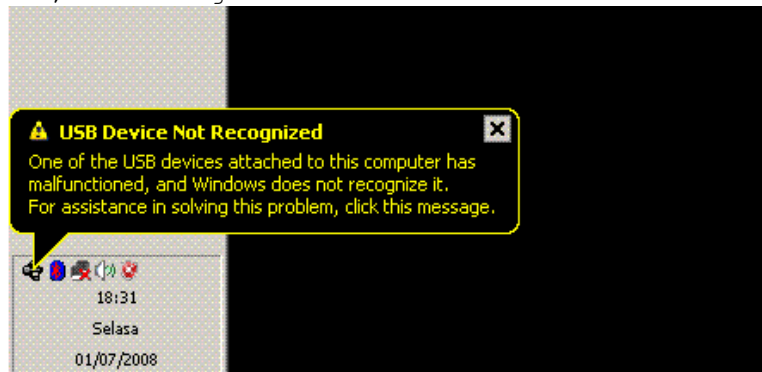 USB Device Not Recognized
One of the USB devices attached to this computer has
malfunctioned, and Windows does not recognize it.
For assistance in solving this problem, click this message.
18:31
Selasa
01/07/2008